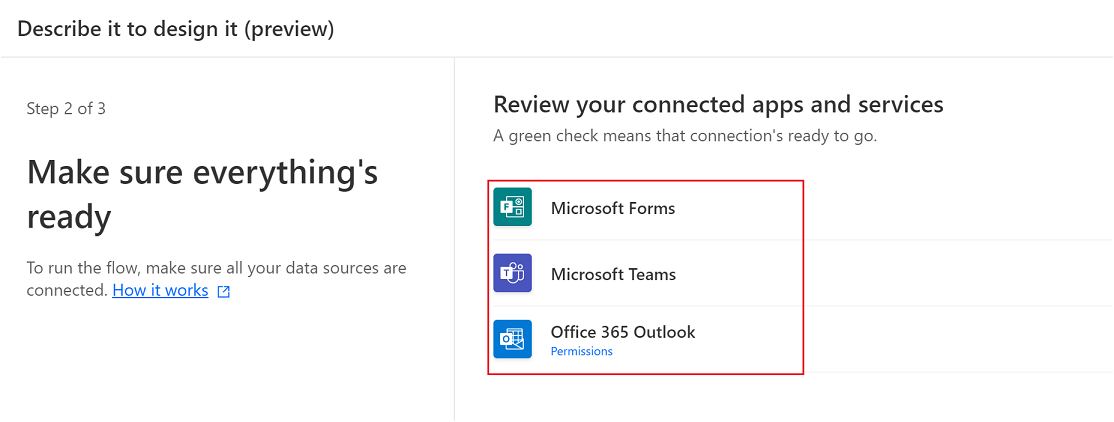 Describe it to design it (preview)
Step 2 of 3
Make sure everything's
ready
To run the flow, make sure all your data sources are
connected. How it works
Review your connected apps and services
A green check means that connection's ready to go.
F
Microsoft Forms
T
Microsoft Teams
O
Office 365 Outlook
Permissions